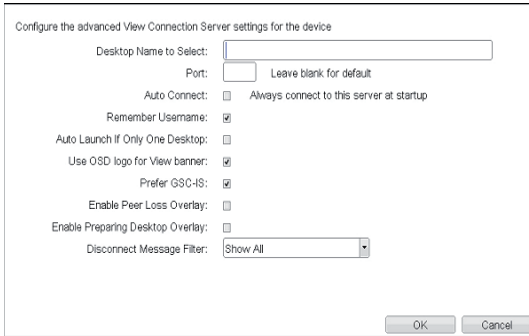 Configure the advanced View Connection Server settings for the device
Desktop Name to Select:
Port: Leave blank for default
Auto Connect: Always connect to this server at startup
Remember Username:
Auto Launch If Only One Desktop:
Use OSD logo for View banner:
Prefer GSC-IS:
Enable Peer Loss Overlay:
Enable Preparing Desktop Overlay:
Disconnect Message Filter: Show All
OK Cancel